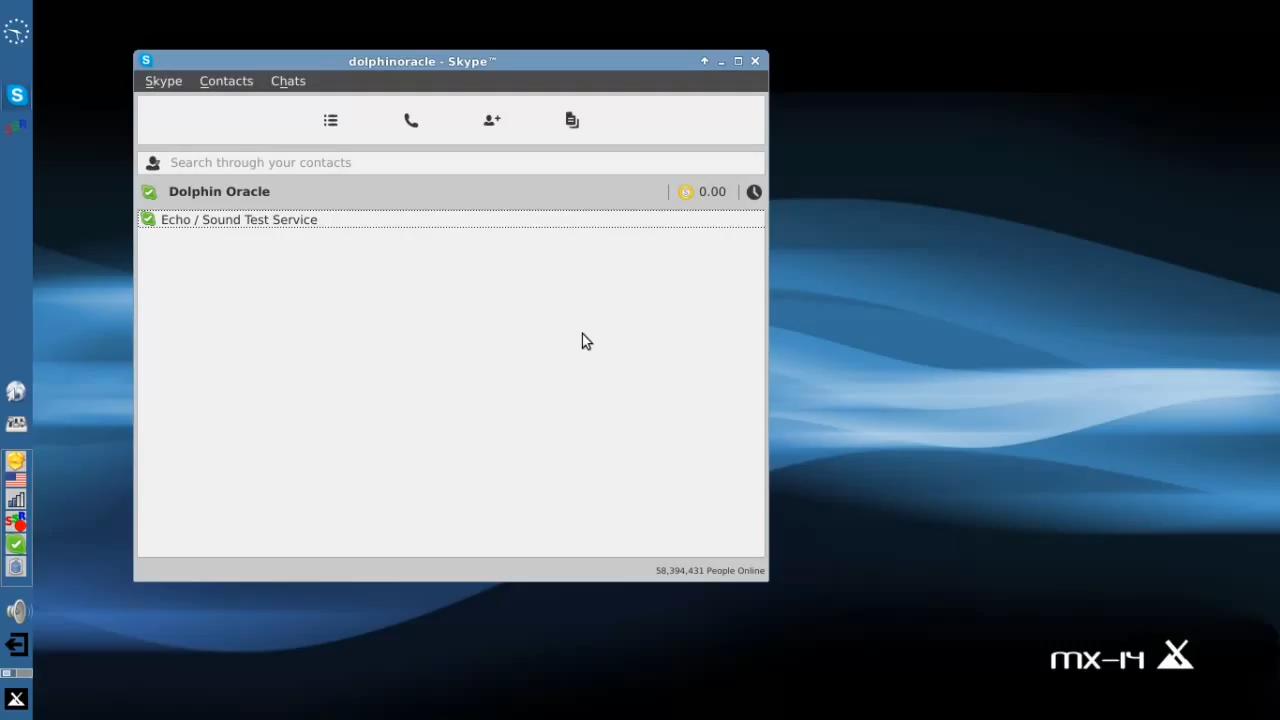 dolphinoracle - Skype™
Skype Contacts Chats
Search through your contacts
Dolphin Oracle 0.00
Echo / Sound Test Service
58,394,431 People Online
mx-14